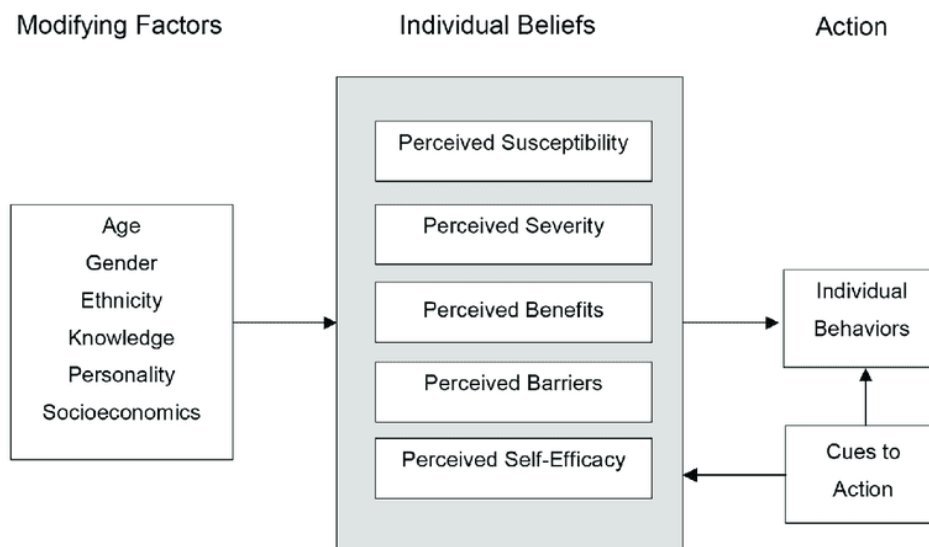 Modifying Factors
Individual Beliefs
Action
Age
Gender
Ethnicity
Knowledge
Personality
Socioeconomics
Perceived Susceptibility
Perceived Severity
Perceived Benefits
Perceived Barriers
Perceived Self-Efficacy
Individual
Behaviors
Cues to
Action